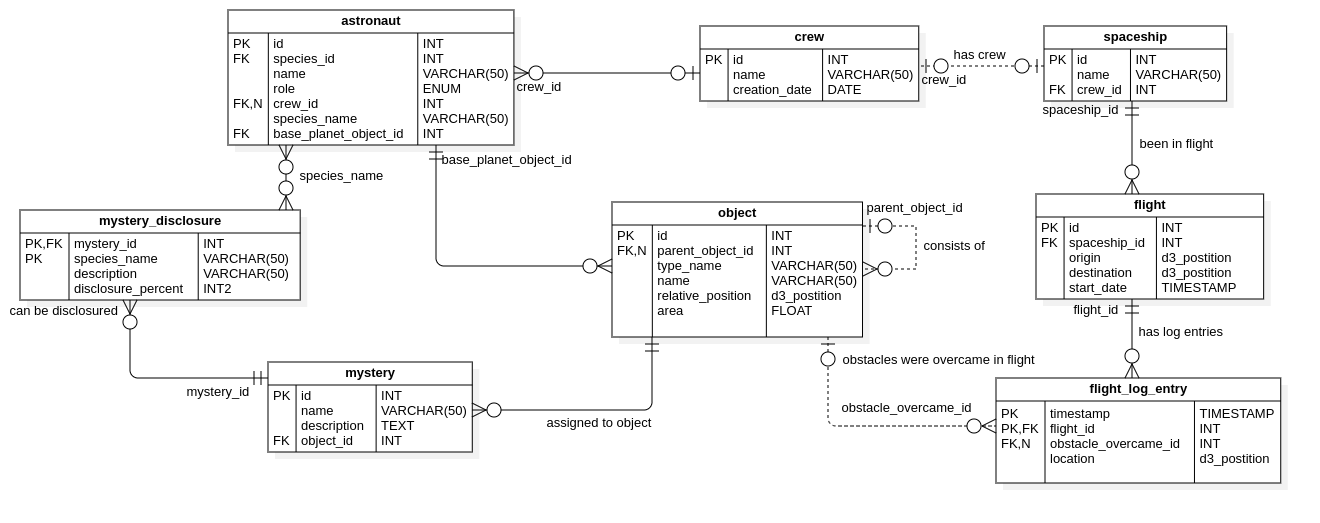 astronaut
PK id INT
FK species_id INT
name VARCHAR(50)
role ENUM
FK,N crew_id INT
species_name VARCHAR(50)
FK base_planet_object_id INT
crew_id
crew
PK id INT
name VARCHAR(50)
creation_date DATE
has crew
crew_id
spaceship
PK id INT
name VARCHAR(50)
FK crew_id INT
spaceship_id
been in flight
base_planet_object_id
species_name
mystery_disclosure
PK,FK mystery_id INT
PK species_name VARCHAR(50)
description VARCHAR(50)
disclosure_percent INT2
can be disclosured
object
PK id INT
FK,N parent_object_id INT
type_name VARCHAR(50)
name VARCHAR(50)
relative_position d3_postition
area FLOAT
parent_object_id
consists of
flight
PK id INT
FK spaceship_id INT
origin d3_postition
destination d3_postition
start_date TIMESTAMP
flight_id
has log entries
mystery_id
mystery
PK id INT
name VARCHAR(50)
description TEXT
FK object_id INT
assigned to object
obstacles were overcame in flight
obstacle_overcame_id
flight_log_entry
PK timestamp TIMESTAMP
PK,FK flight_id INT
FK,N obstacle_overcame_id INT
location d3_postition